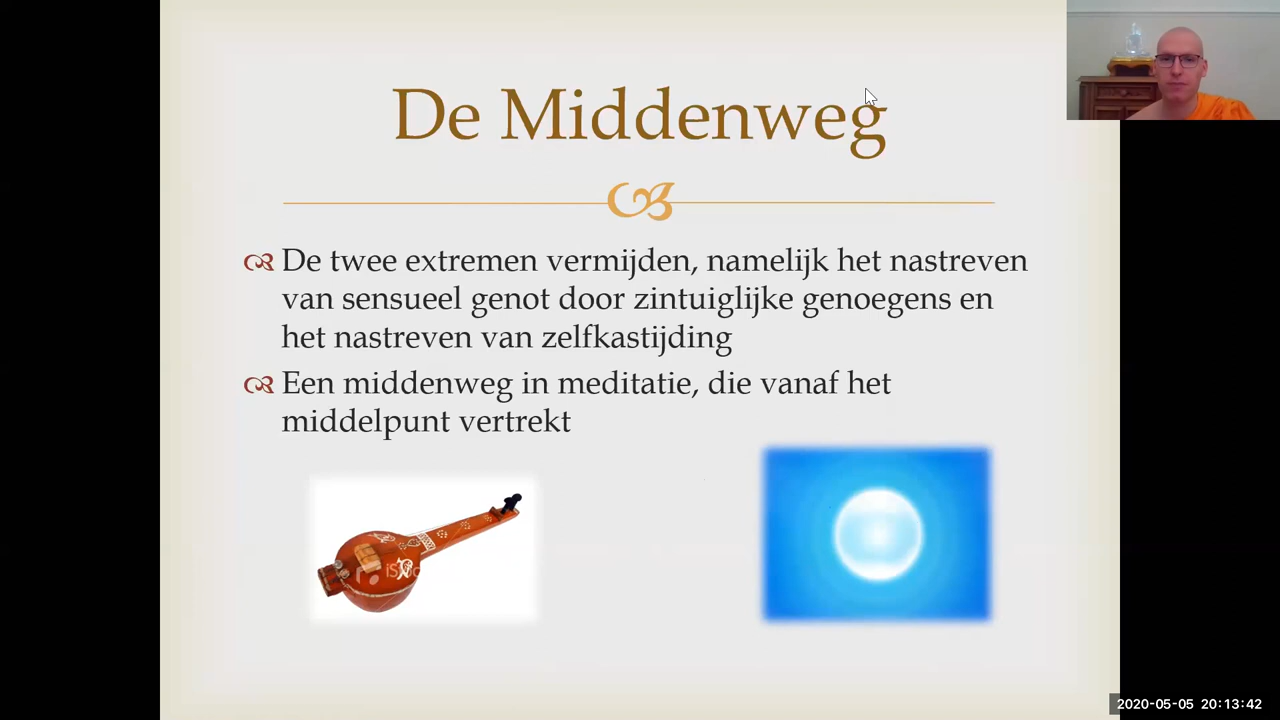 De Middenweg
De twee extremen vermijden, namelijk het nastreven
van sensueel genot door zintuiglijke genoegens en
het nastreven van zelfkastijding
Een middenweg in meditatie, die vanaf het
middelpunt vertrekt
2020-05-05 20:13:42